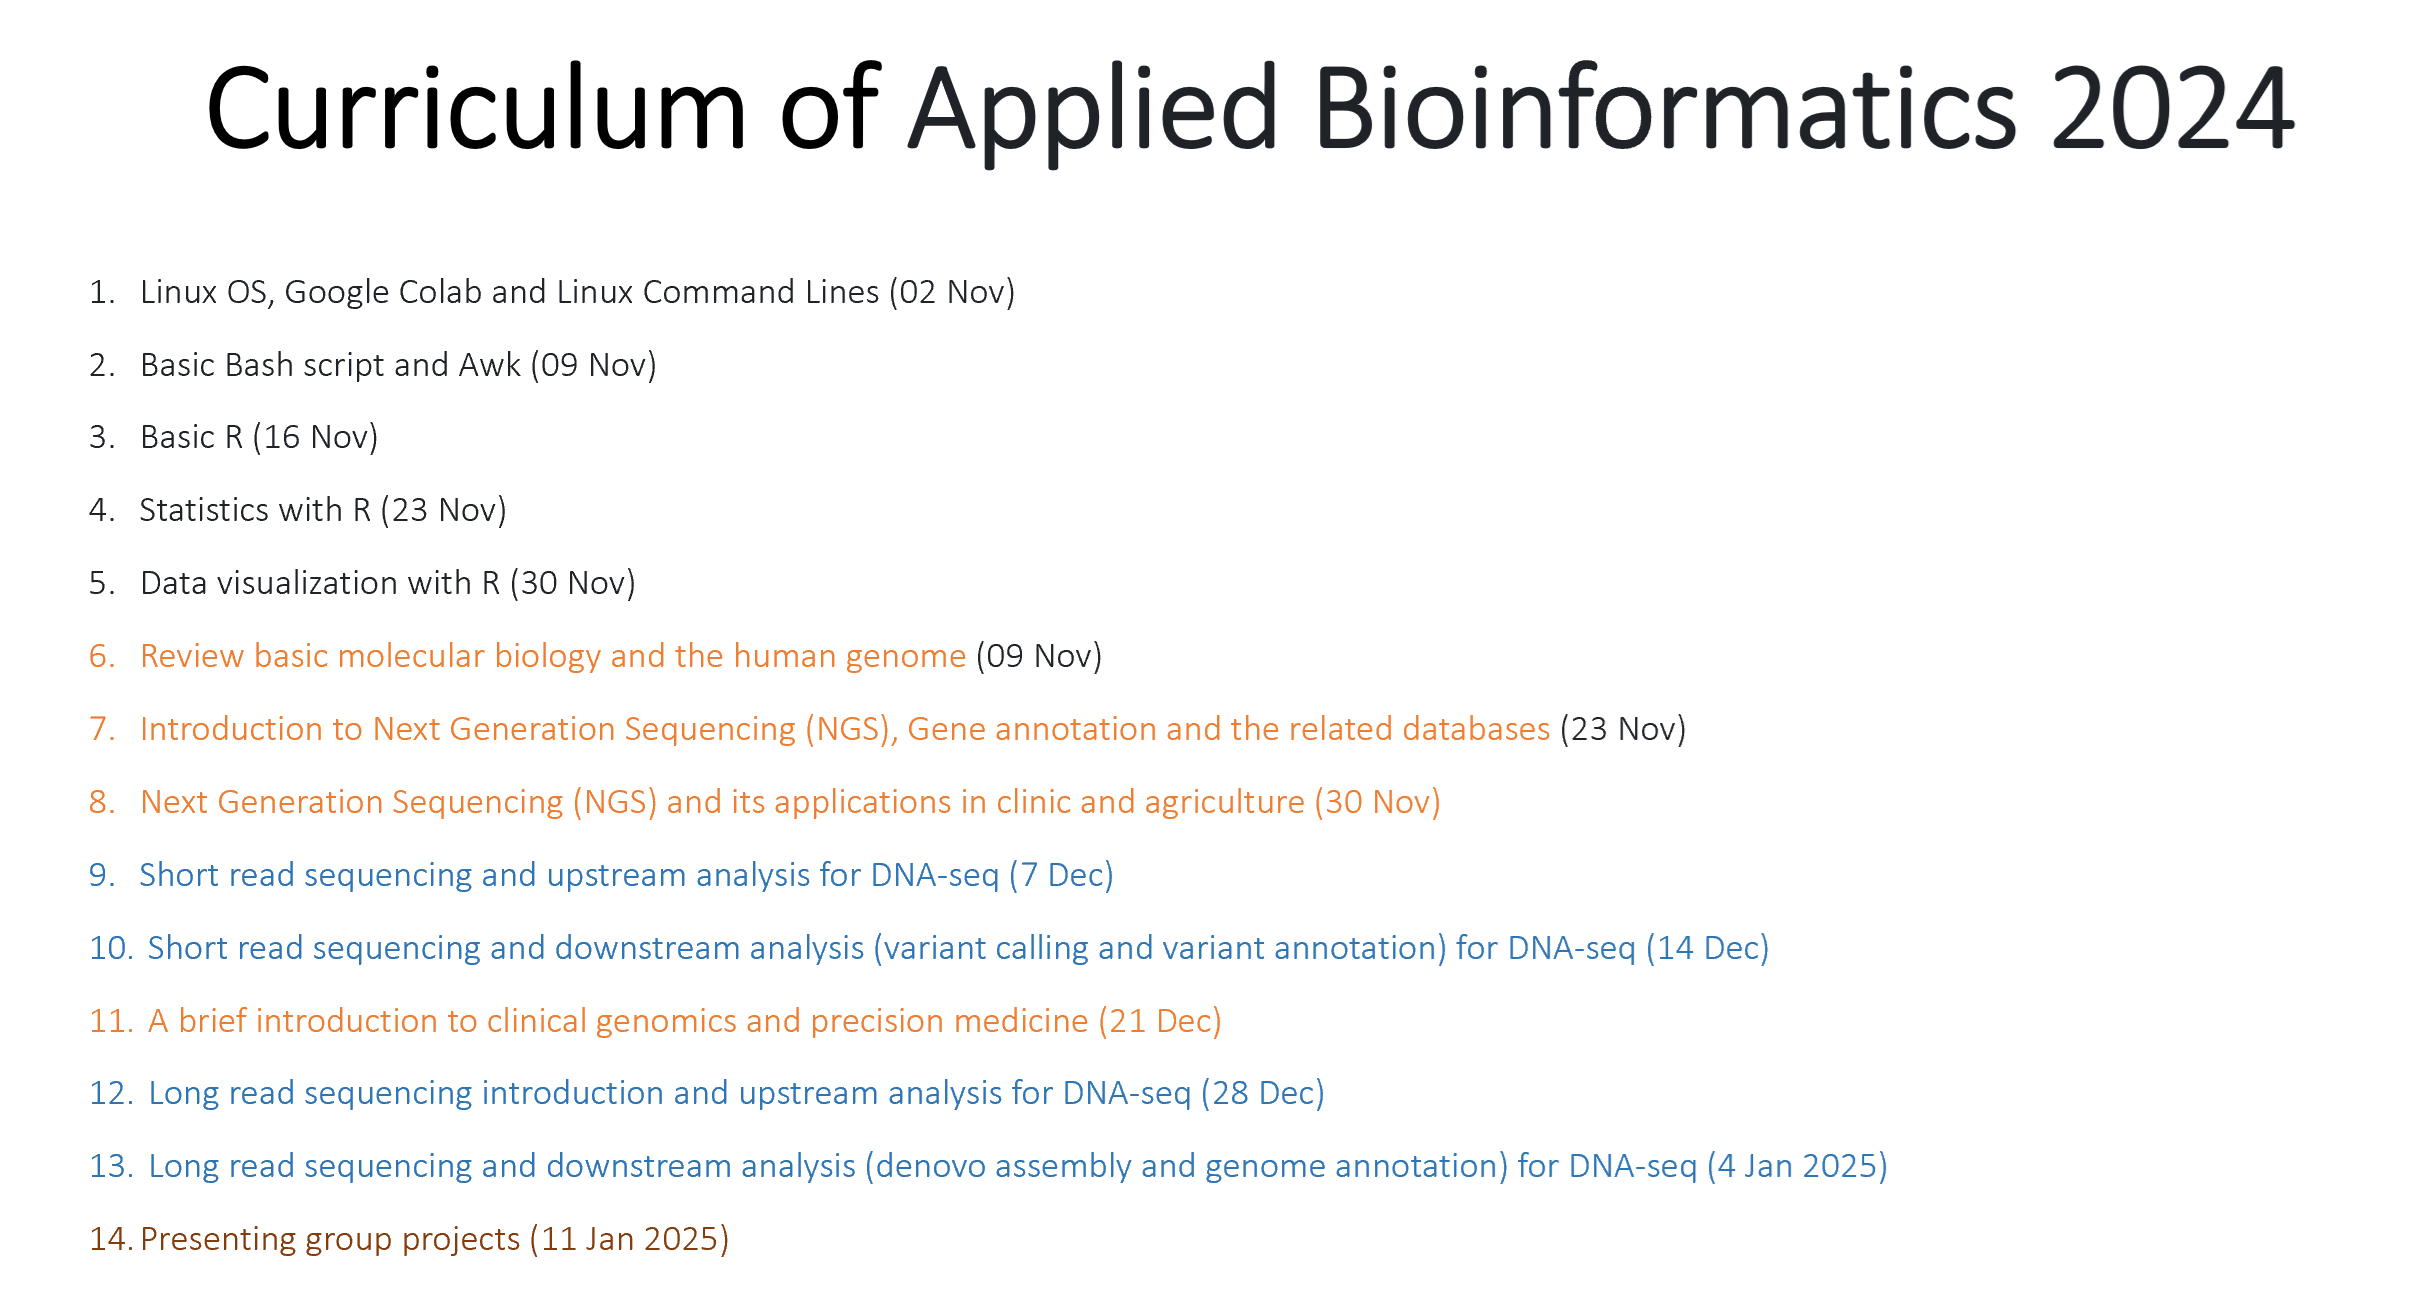 Curriculum of Applied Bioinformatics 2024
1. Linux OS, Google Colab and Linux Command Lines (02 Nov)
2. Basic Bash script and Awk (09 Nov)
3. Basic R (16 Nov)
4. Statistics with R (23 Nov)
5. Data visualization with R (30 Nov)
6. Review basic molecular biology and the human genome (09 Nov)
7. Introduction to Next Generation Sequencing (NGS), Gene annotation and the related databases (23 Nov)
8. Next Generation Sequencing (NGS) and its applications in clinic and agriculture (30 Nov)
9. Short read sequencing and upstream analysis for DNA-seq (7 Dec)
10. Short read sequencing and downstream analysis (variant calling and variant annotation) for DNA-seq (14 Dec)
11. A brief introduction to clinical genomics and precision medicine (21 Dec)
12. Long read sequencing introduction and upstream analysis for DNA-seq (28 Dec)
13. Long read sequencing and downstream analysis (denovo assembly and genome annotation) for DNA-seq (4 Jan 2025)
14. Presenting group projects (11 Jan 2025)